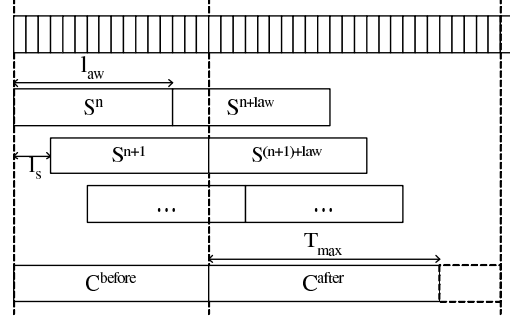 l_aw
S^n S^n+law
S^n+1 S^(n+1)+law
T_s
... ...
T_max
C^before C^after